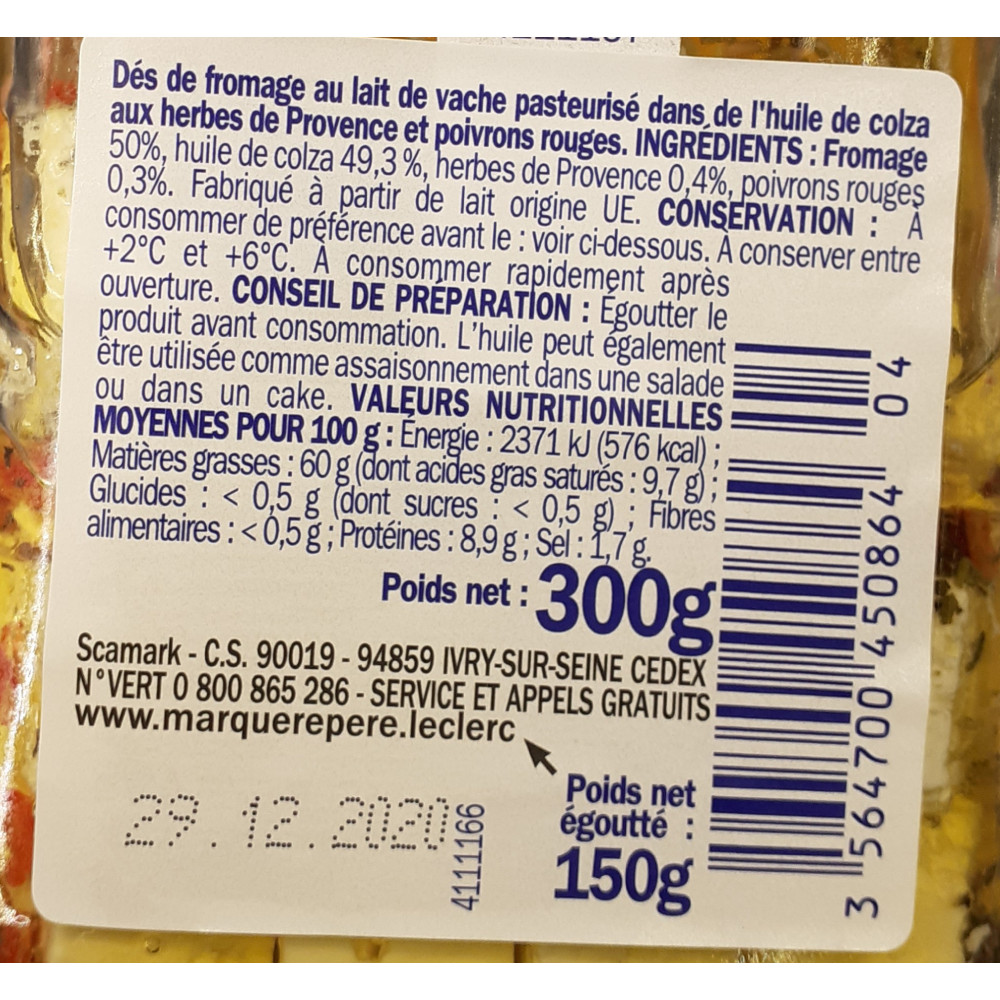 Dés de fromage au lait de vache pasteurisé dans de l'huile de colza
aux herbes de Provence et poivrons rouges. INGRÉDIENTS : Fromage
50%, huile de colza 49,3 %, herbes de Provence 0,4%, poivrons rouges
0,3%. Fabriqué à partir de lait origine UE. CONSERVATION : À
consommer de préférence avant le : voir ci-dessous. À conserver entre
+2°C et +6°C. À consommer rapidement après
ouverture. CONSEIL DE PRÉPARATION : Égoutter le
produit avant consommation. L'huile peut également
être utilisée comme assaisonnement dans une salade
ou dans un cake. VALEURS NUTRITIONNELLES
MOYENNES POUR 100 g : Énergie : 2371 kJ (576 kcal) ;
Matières grasses : 60 g (dont acides gras saturés : 9,7 g) ;
Glucides : < 0,5 g (dont sucres : < 0,5 g) ; Fibres
alimentaires : < 0,5 g ; Protéines : 8,9 g ; Sel : 1,7 g.
Poids net : 300g
Scamark - C.S. 90019 - 94859 IVRY-SUR-SEINE CEDEX
N°VERT 0 800 865 286 - SERVICE ET APPELS GRATUITS
www.marquerepere.leclerc
29.12.2020
4111166
Poids net
égoutté :
150g
3 564700 450864
04